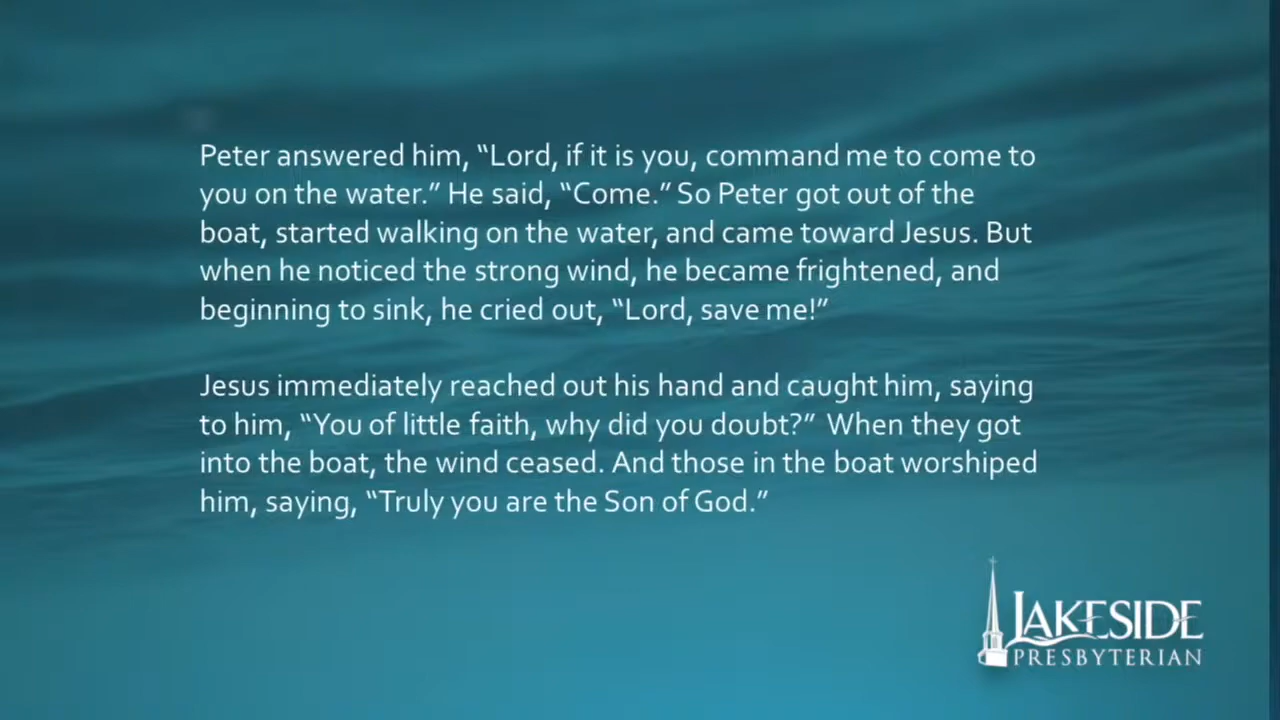 Peter answered him, “Lord, if it is you, command me to come to
you on the water.” He said, “Come.” So Peter got out of the
boat, started walking on the water, and came toward Jesus. But
when he noticed the strong wind, he became frightened, and
beginning to sink, he cried out, “Lord, save me!”
Jesus immediately reached out his hand and caught him, saying
to him, “You of little faith, why did you doubt?” When they got
into the boat, the wind ceased. And those in the boat worshiped
him, saying, “Truly you are the Son of God.”
LAKESIDE
PRESBYTERIAN